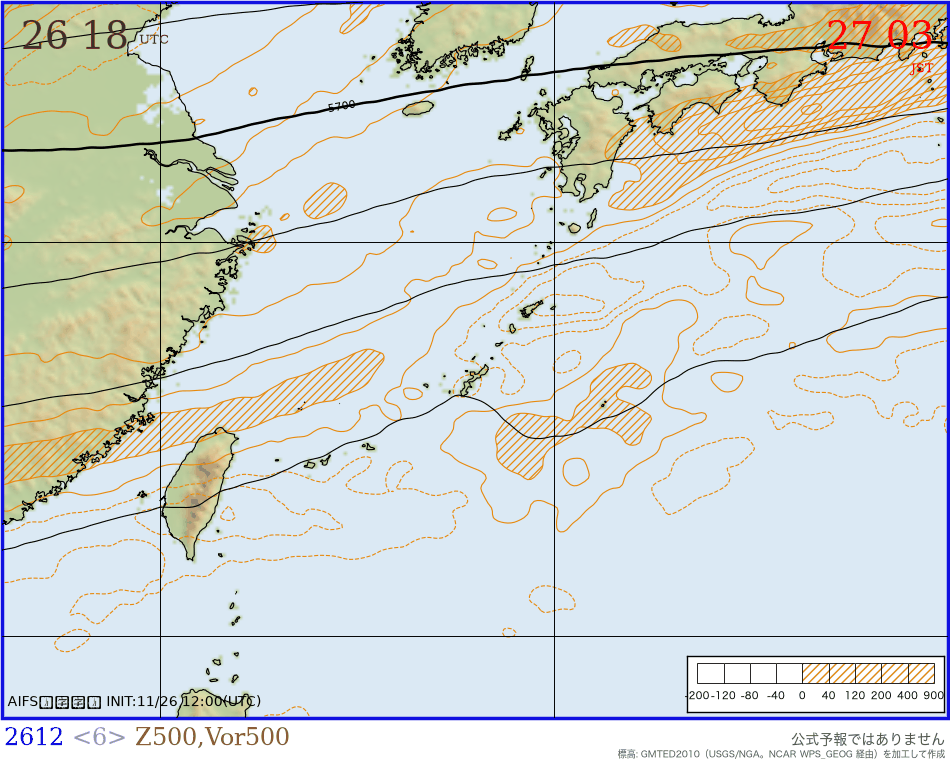 26 18 UTC
27 03
JST
5700
-200 -120 -80 -40 0 40 120 200 400 900
AIFS INIT:11/26 12:00(UTC)
2612 <6> Z500,Vor500
公式予報ではありません
標高: GMTED2010（USGS/NGA。NCAR WPS_GEOG 経由）を加工して作成